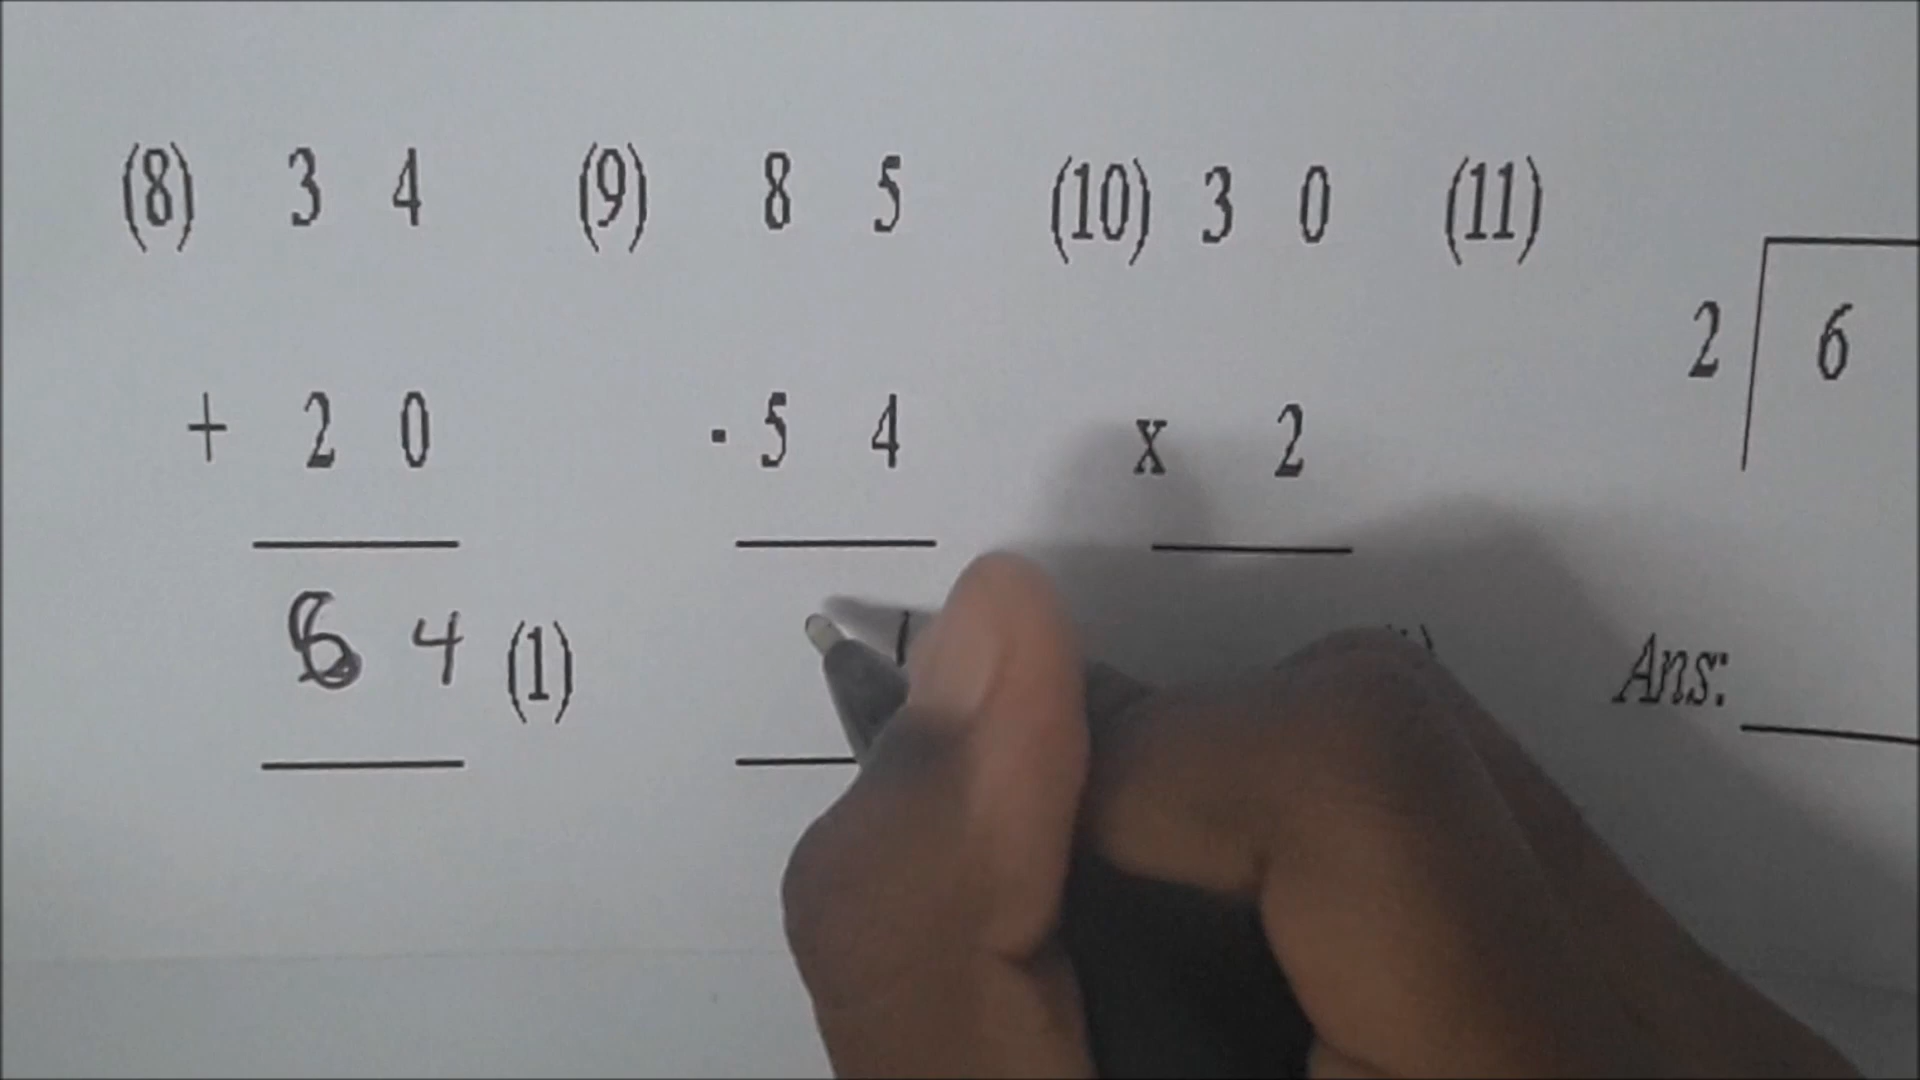 (8) 3 4 (9) 8 5 (10) 3 0 (11)
2 6
+ 2 0 - 5 4 x 2
4 (1) Ans: